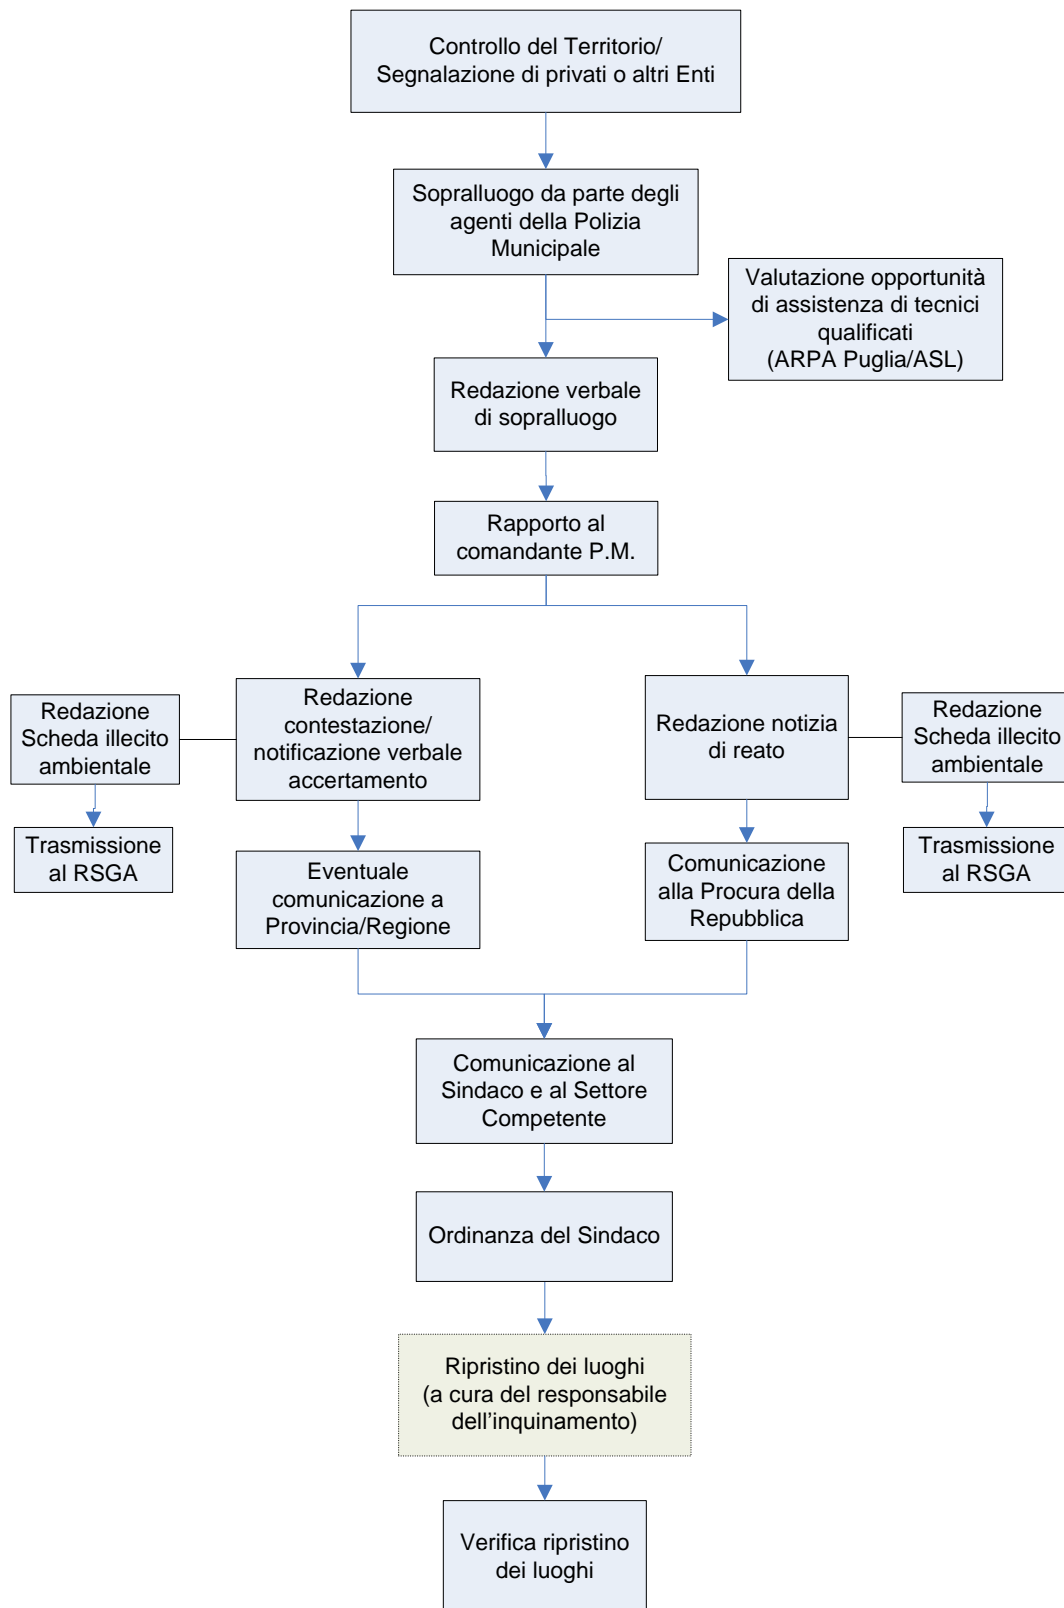 Controllo del Territorio/
Segnalazione di privati o altri Enti
Sopralluogo da parte degli
agenti della Polizia
Municipale
Valutazione opportunità
di assistenza di tecnici
qualificati
(ARPA Puglia/ASL)
Redazione verbale
di sopralluogo
Rapporto al
comandante P.M.
Redazione
Scheda illecito
ambientale
Redazione
contestazione/
notificazione verbale
accertamento
Redazione notizia
di reato
Redazione
Scheda illecito
ambientale
Trasmissione
al RSGA
Eventuale
comunicazione a
Provincia/Regione
Comunicazione
alla Procura della
Repubblica
Trasmissione
al RSGA
Comunicazione al
Sindaco e al Settore
Competente
Ordinanza del Sindaco
Ripristino dei luoghi
(a cura del responsabile
dell’inquinamento)
Verifica ripristino
dei luoghi